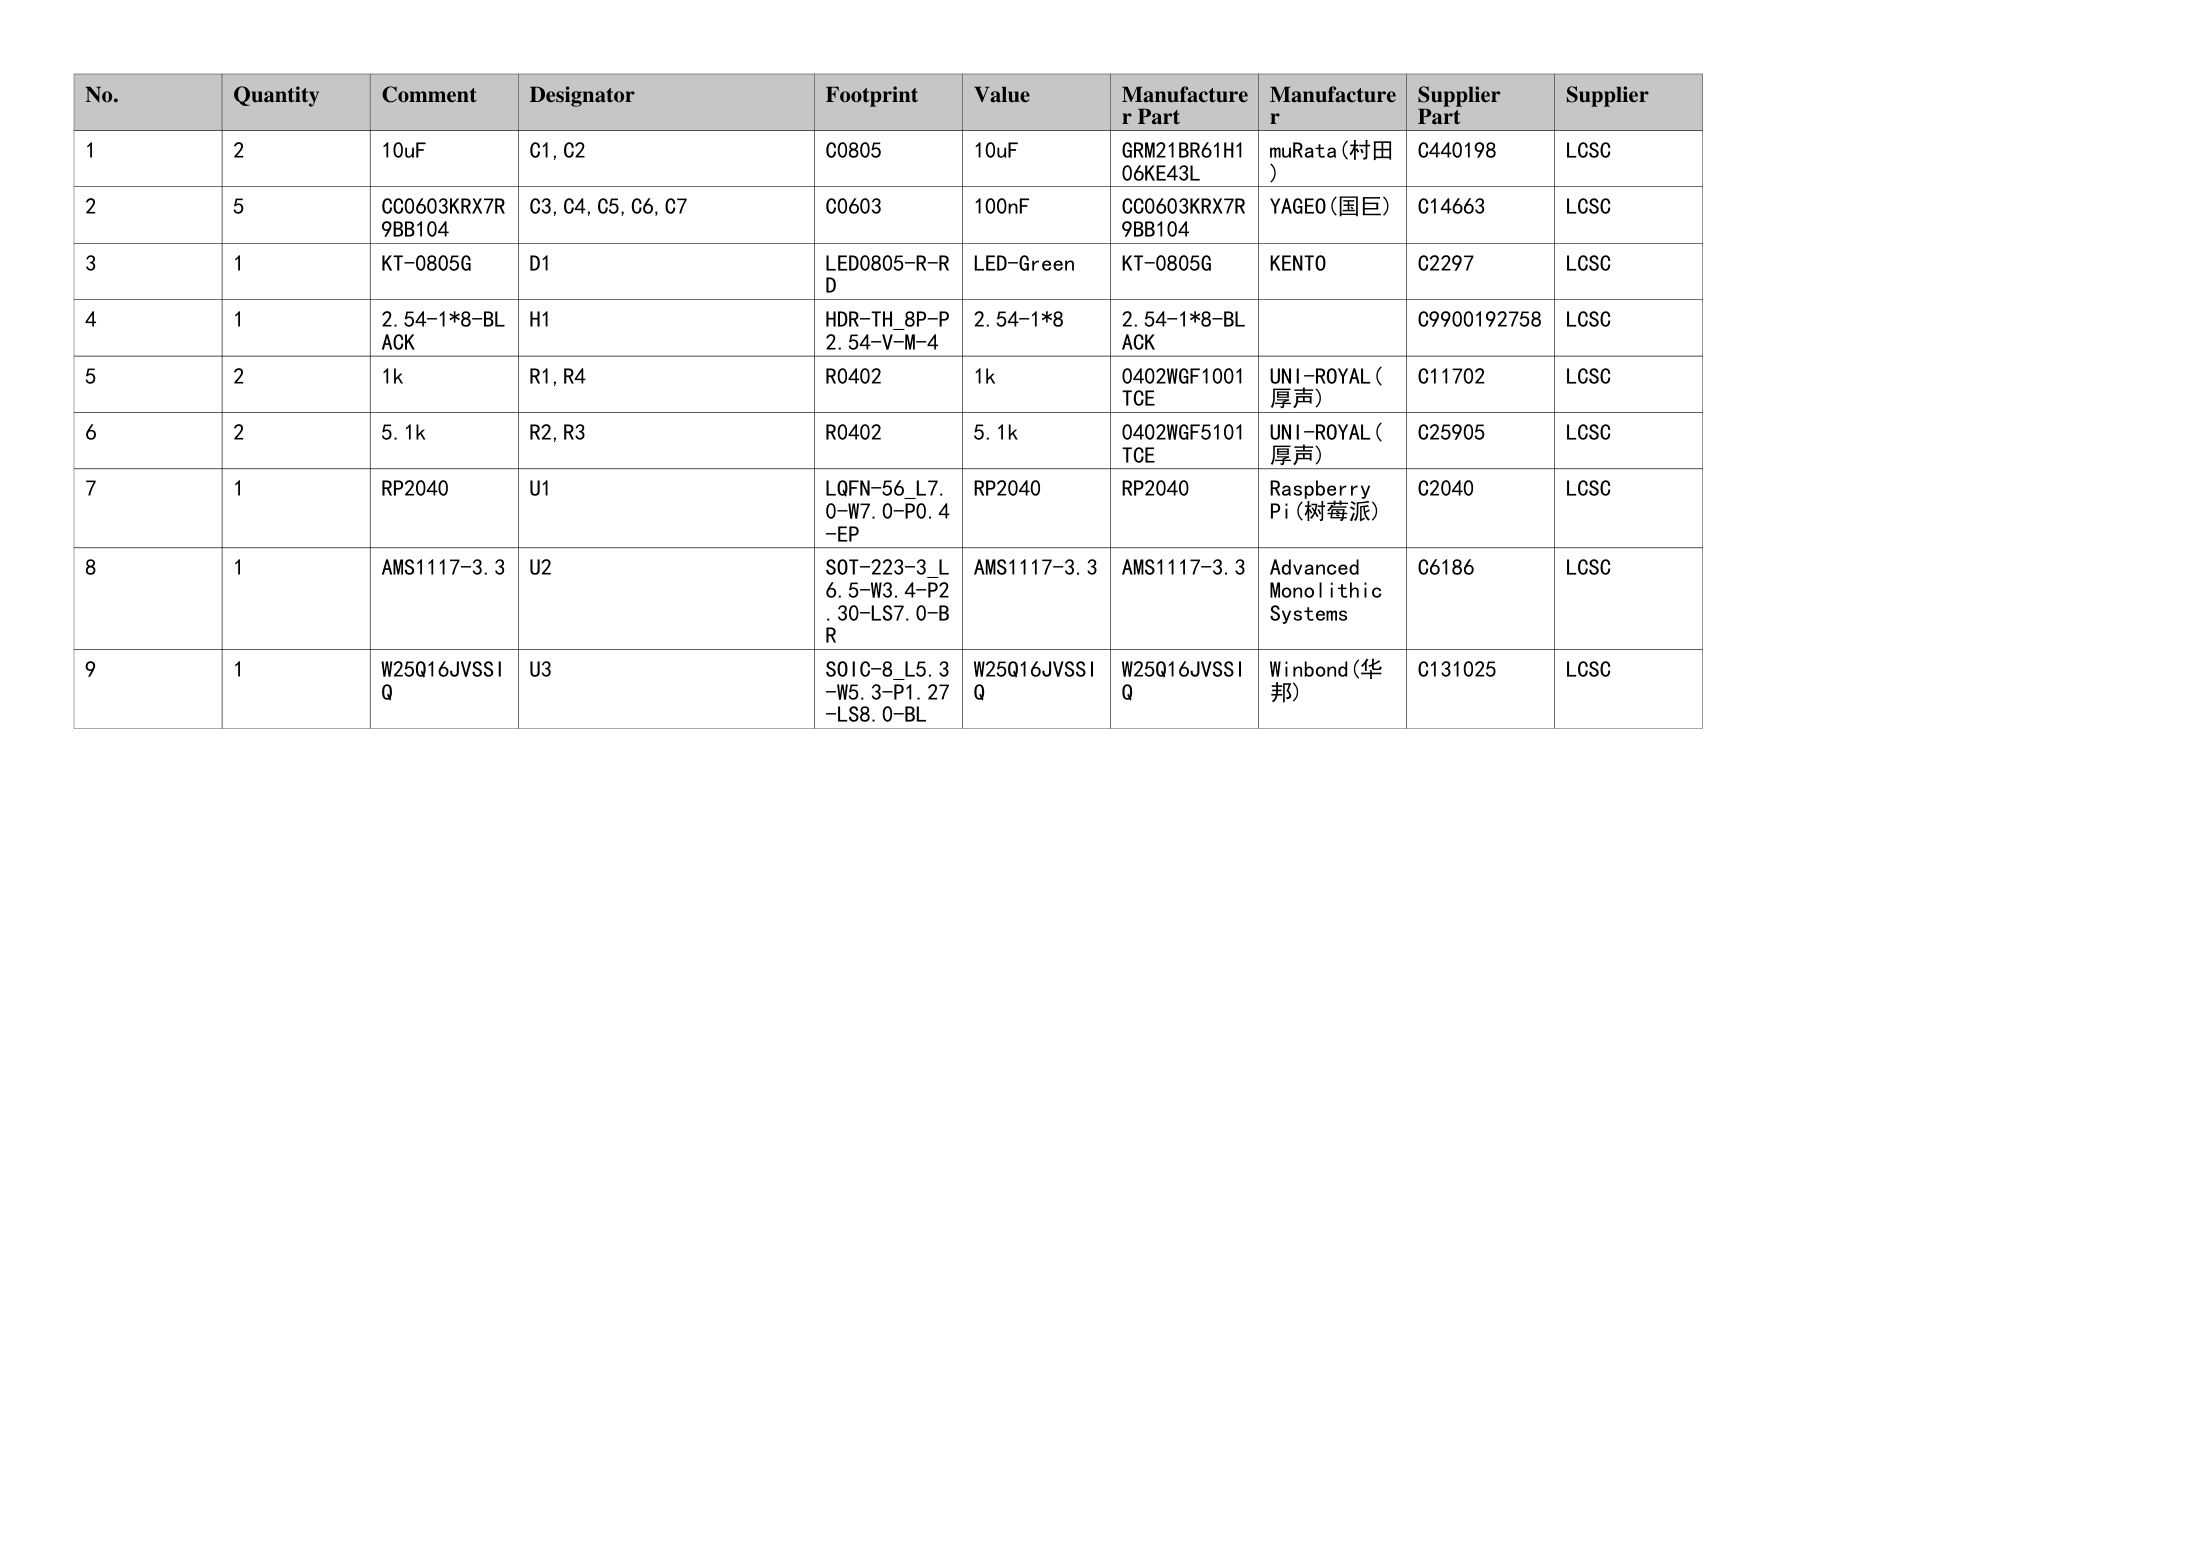 No. Quantity Comment Designator Footprint Value Manufacture Manufacture Supplier Supplier
r Part r Part
1 2 10uF C1,C2 C0805 10uF GRM21BR61H1 muRata(村田 C440198 LCSC
06KE43L )
2 5 CC0603KRX7R C3,C4,C5,C6,C7 C0603 100nF CC0603KRX7R YAGEO(国巨) C14663 LCSC
9BB104 9BB104
3 1 KT-0805G D1 LED0805-R-R LED-Green KT-0805G KENTO C2297 LCSC
D
4 1 2.54-1*8-BL H1 HDR-TH_8P-P 2.54-1*8 2.54-1*8-BL C9900192758 LCSC
ACK 2.54-V-M-4 ACK
5 2 1k R1,R4 R0402 1k 0402WGF1001 UNI-ROYAL( C11702 LCSC
TCE 厚声)
6 2 5.1k R2,R3 R0402 5.1k 0402WGF5101 UNI-ROYAL( C25905 LCSC
TCE 厚声)
7 1 RP2040 U1 LQFN-56_L7. RP2040 RP2040 Raspberry C2040 LCSC
0-W7.0-P0.4 Pi(树莓派)
-EP
8 1 AMS1117-3.3 U2 SOT-223-3_L AMS1117-3.3 AMS1117-3.3 Advanced C6186 LCSC
6.5-W3.4-P2 Monolithic
.30-LS7.0-B Systems
R
9 1 W25Q16JVSSI U3 SOIC-8_L5.3 W25Q16JVSSI W25Q16JVSSI Winbond(华 C131025 LCSC
Q -W5.3-P1.27 Q Q 邦)
-LS8.0-BL